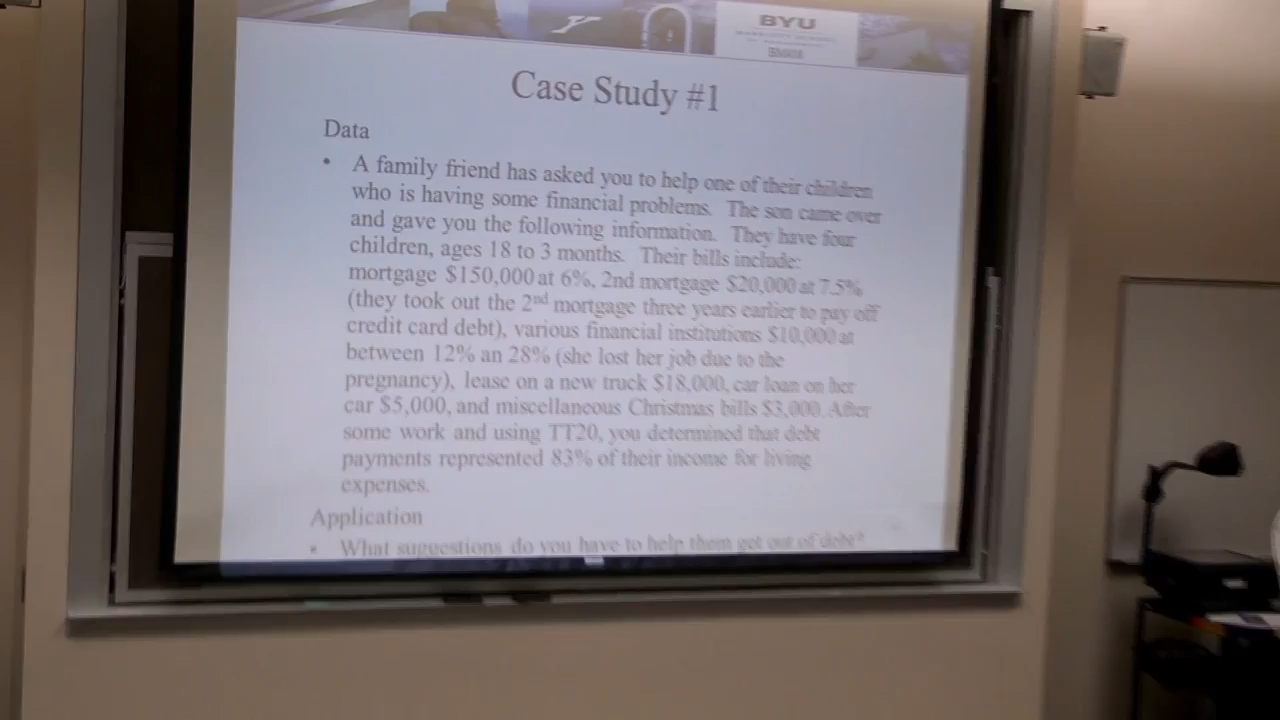 BYU
Case Study #1
Data
• A family friend has asked you to help one of their children
who is having some financial problems. The son came over
and gave you the following information. They have four
children, ages 18 to 3 months. Their bills include:
mortgage $150,000 at 6%, 2nd mortgage $20,000 at 7.5%
(they took out the 2nd mortgage three years earlier to pay off
credit card debt), various financial institutions $10,000 at
between 12% an 28% (she lost her job due to the
pregnancy), lease on a new truck $18,000, car loan on her
car $5,000, and miscellaneous Christmas bills $3,000. After
some work and using TT20, you determined that debt
payments represented 83% of their income for living
expenses.
Application
• What suggestions do you have to help them get out of debt?